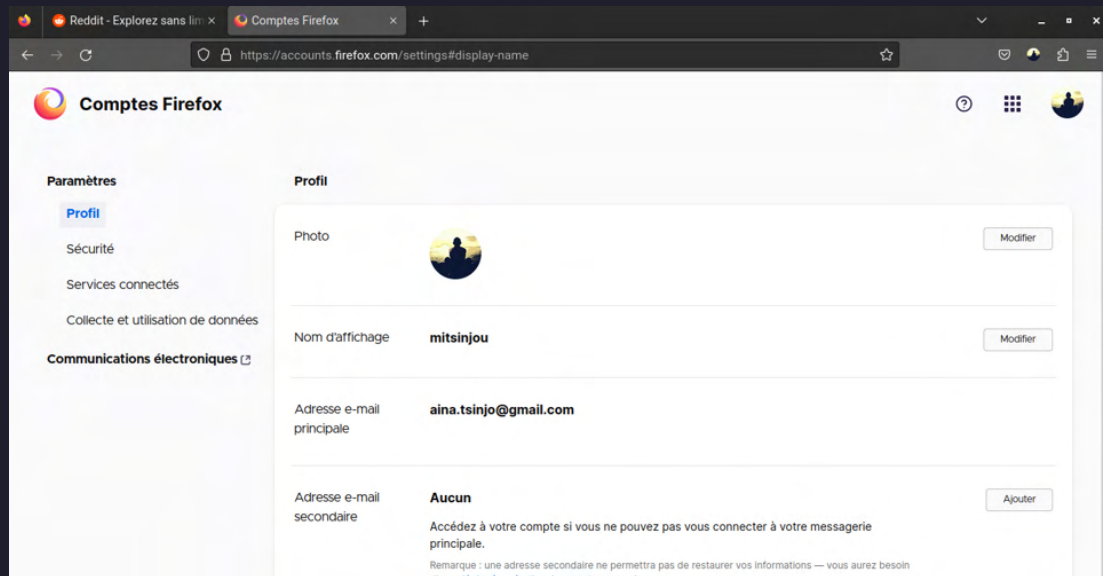 Reddit - Explorez sans lim
Comptes Firefox
https://accounts.firefox.com/settings#display-name
Comptes Firefox
Paramètres
Profil
Sécurité
Services connectés
Collecte et utilisation de données
Communications électroniques
Profil
Photo
Modifier
Nom d'affichage
mitsinjou
Modifier
Adresse e-mail
principale
aina.tsinjo@gmail.com
Adresse e-mail
secondaire
Aucun
Ajouter
Accédez à votre compte si vous ne pouvez pas vous connecter à votre messagerie
principale.
Remarque : une adresse secondaire ne permettra pas de restaurer vos informations — vous aurez besoin